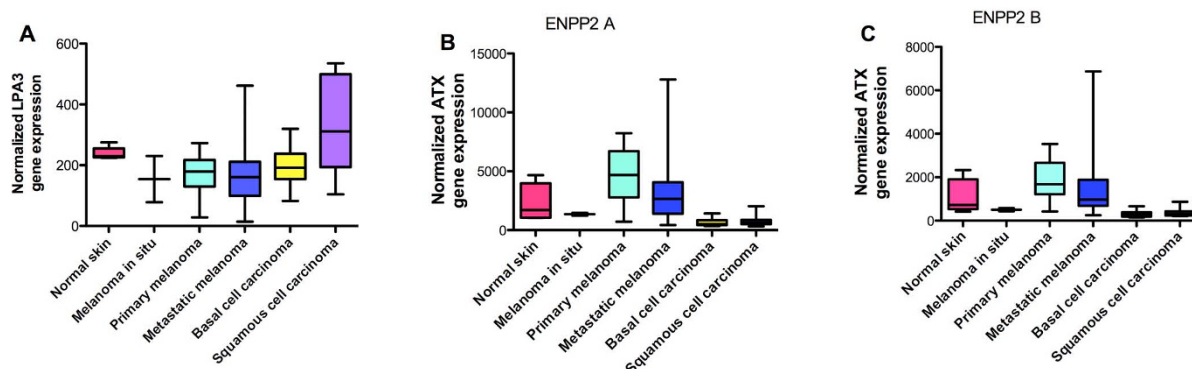 A
Normalized LPA3
gene expression
600
400
200
0
Normal skin
Melanoma in situ
Primary melanoma
Metastatic melanoma
Basal cell carcinoma
Squamous cell carcinoma
ENPP2 A
B
Normalized ATX
gene expression
15000
10000
5000
0
Normal skin
Melanoma in situ
Primary melanoma
Metastatic melanoma
Basal cell carcinoma
Squamous cell carcinoma
ENPP2 B
C
Normalized ATX
gene expression
8000
6000
4000
2000
0
Normal skin
Melanoma in situ
Primary melanoma
Metastatic melanoma
Basal cell carcinoma
Squamous cell carcinoma